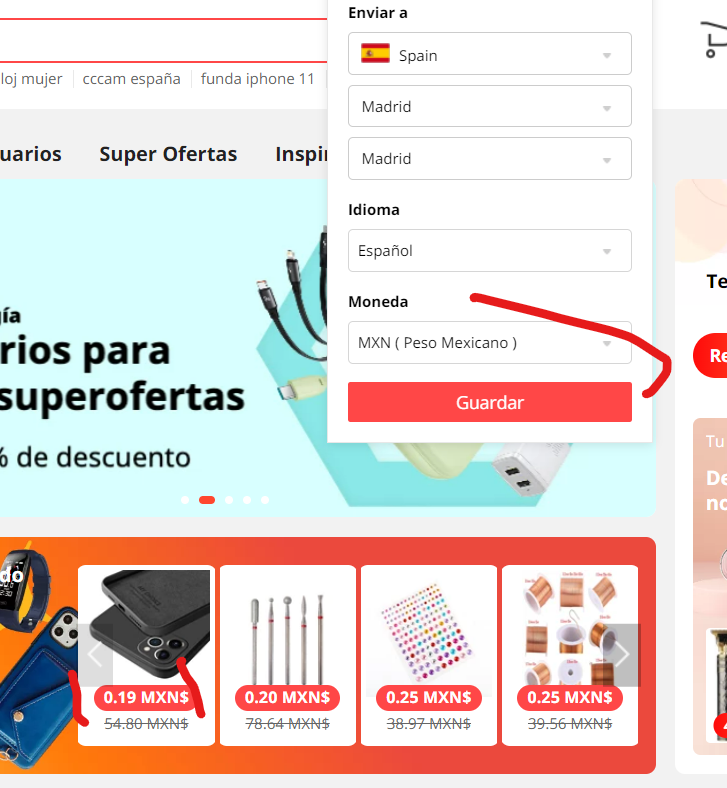 Enviar a
Spain
loj mujer
cccam españa
funda iphone 11
Madrid
uarios
Super Ofertas
Inspi
Madrid
Idioma
Español
Te
Moneda
gía
rios para
MXN ( Peso Mexicano )
Re
superofertas
Guardar
% de descuento
Tu
De
no
do
0.19 MXN$
54.80 MXN$
0.20 MXN$
78.64 MXN$
0.25 MXN$
38.97 MXN$
0.25 MXN$
39.56 MXN$